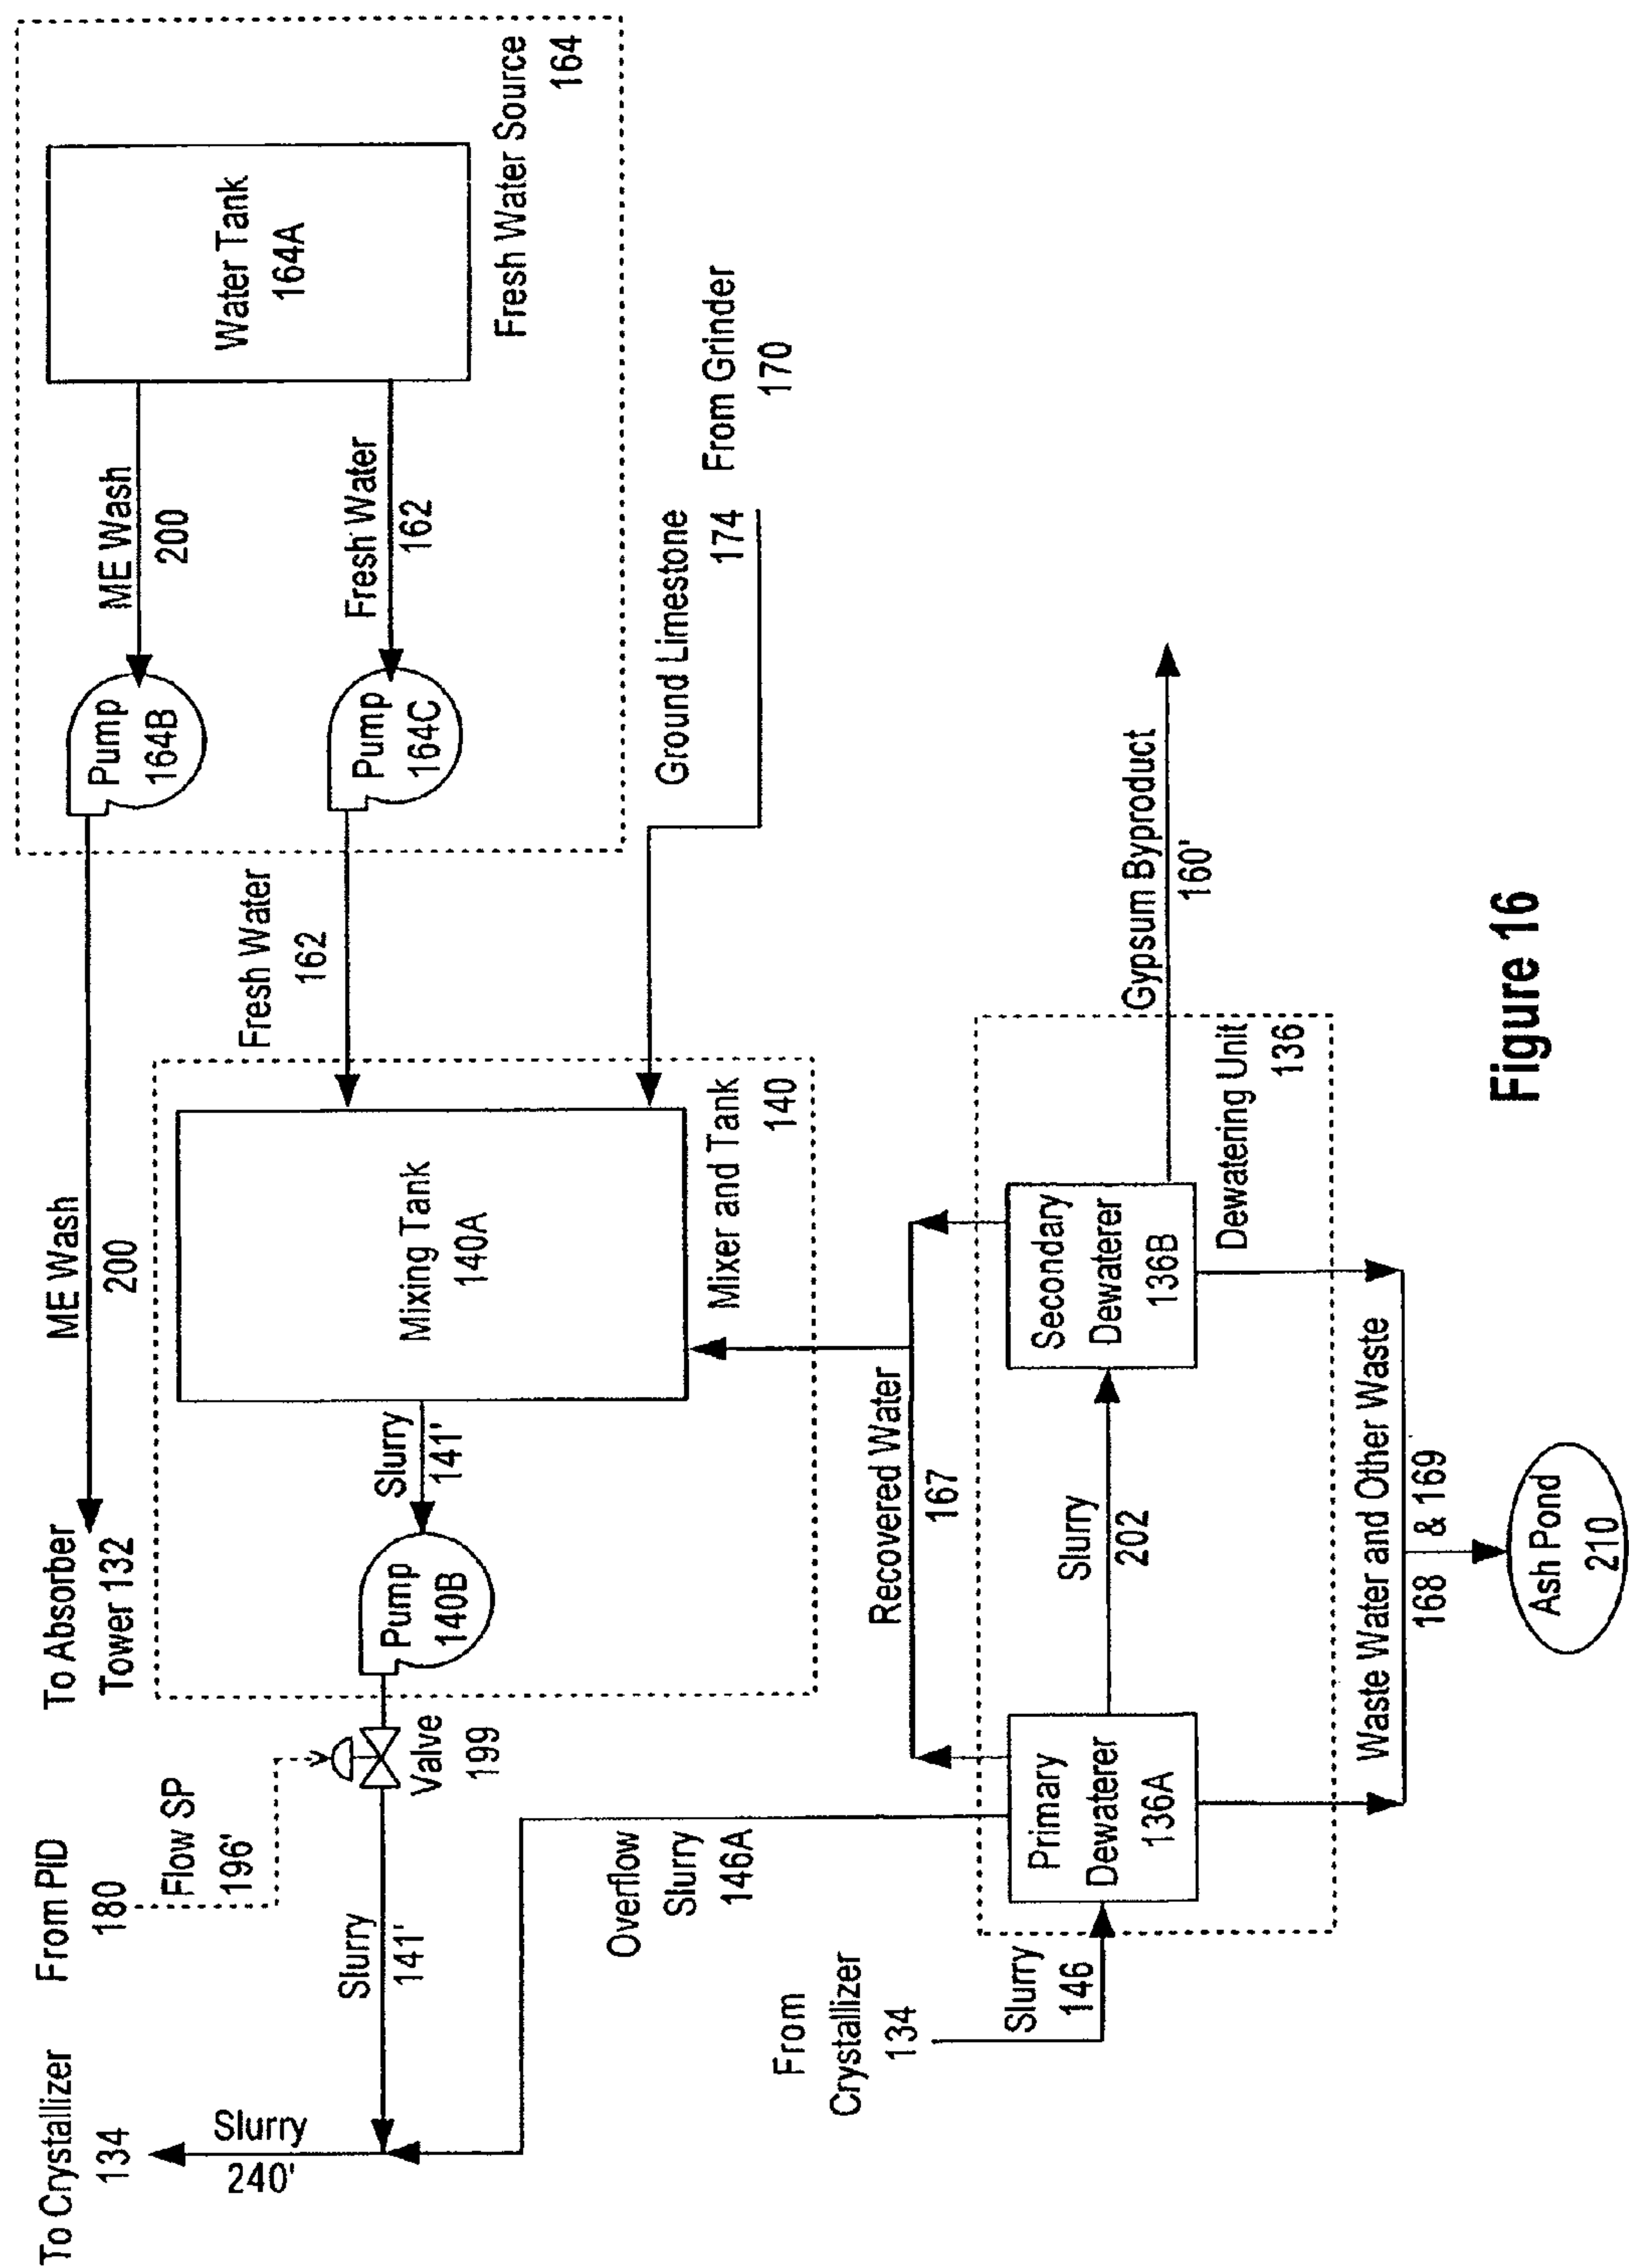 To Crystallizer
134
Slurry
240'
From PID
180
Flow SP
196'
Slurry
141'
Valve
199
To Absorber
Tower 132
ME Wash
200
Pump
140B
Slurry
141'
Mixing Tank
140A
Mixer and Tank
140
Fresh Water
162
Pump
164B
Pump
164C
ME Wash
200
Fresh Water
162
Water Tank
164A
Fresh Water Source
164
Ground Limestone
174
From Grinder
170
Overflow
Slurry
146A
Recovered Water
167
From
Crystallizer
134
Slurry
146
Primary
Dewaterer
136A
Slurry
202
Secondary
Dewaterer
136B
Dewatering Unit
136
Gypsum Byproduct
160'
Waste Water and Other Waste
168 & 169
Ash Pond
210
Figure 16